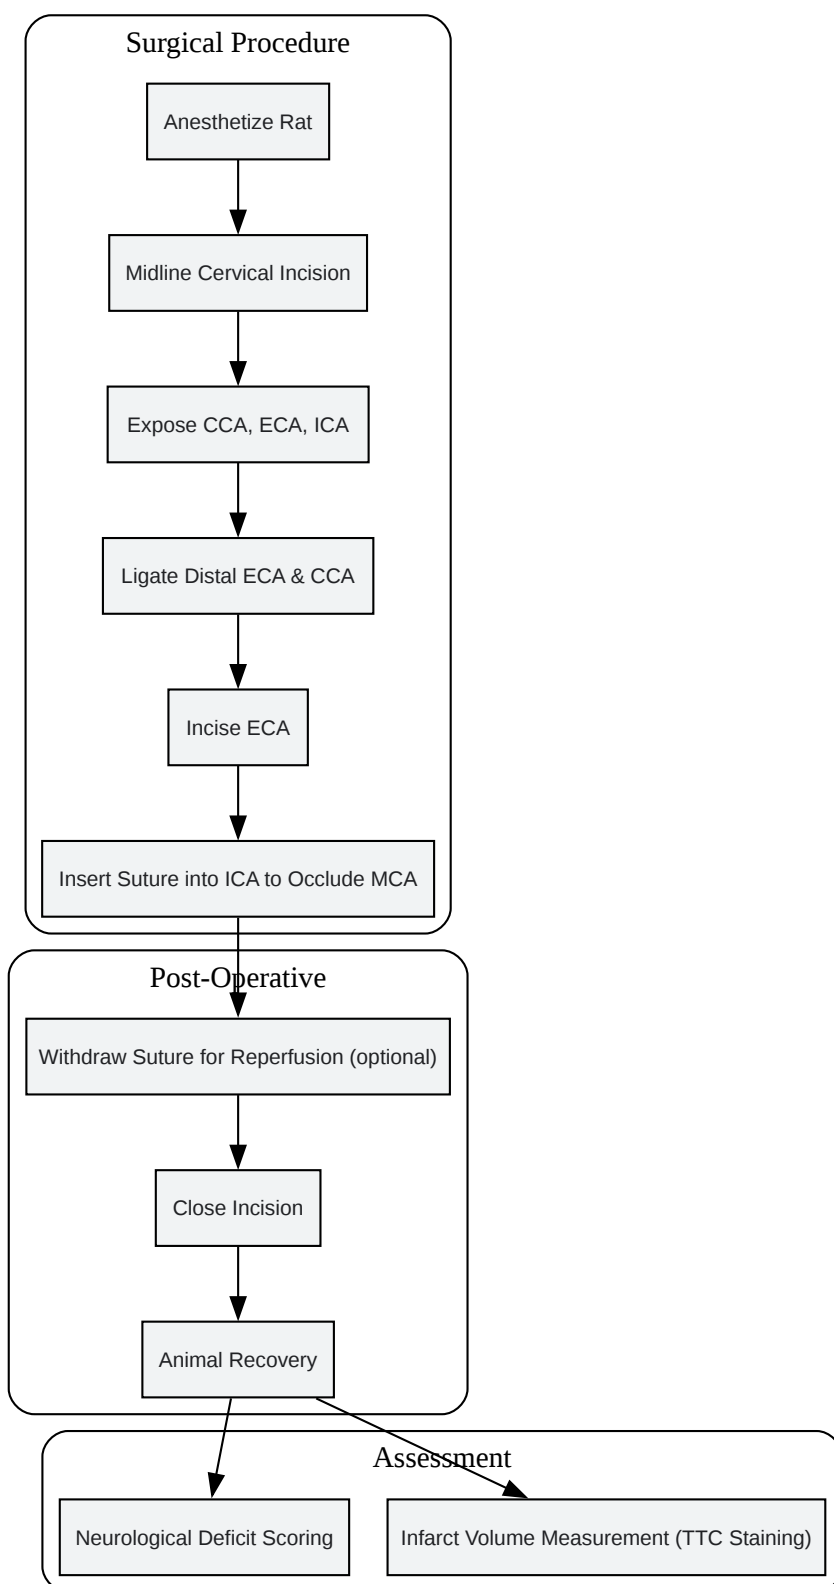 Surgical Procedure
Anesthetize Rat
Midline Cervical Incision
Expose CCA, ECA, ICA
Ligate Distal ECA & CCA
Incise ECA
Insert Suture into ICA to Occlude MCA
Post-Operative
Withdraw Suture for Reperfusion (optional)
Close Incision
Animal Recovery
Assessment
Neurological Deficit Scoring
Infarct Volume Measurement (TTC Staining)